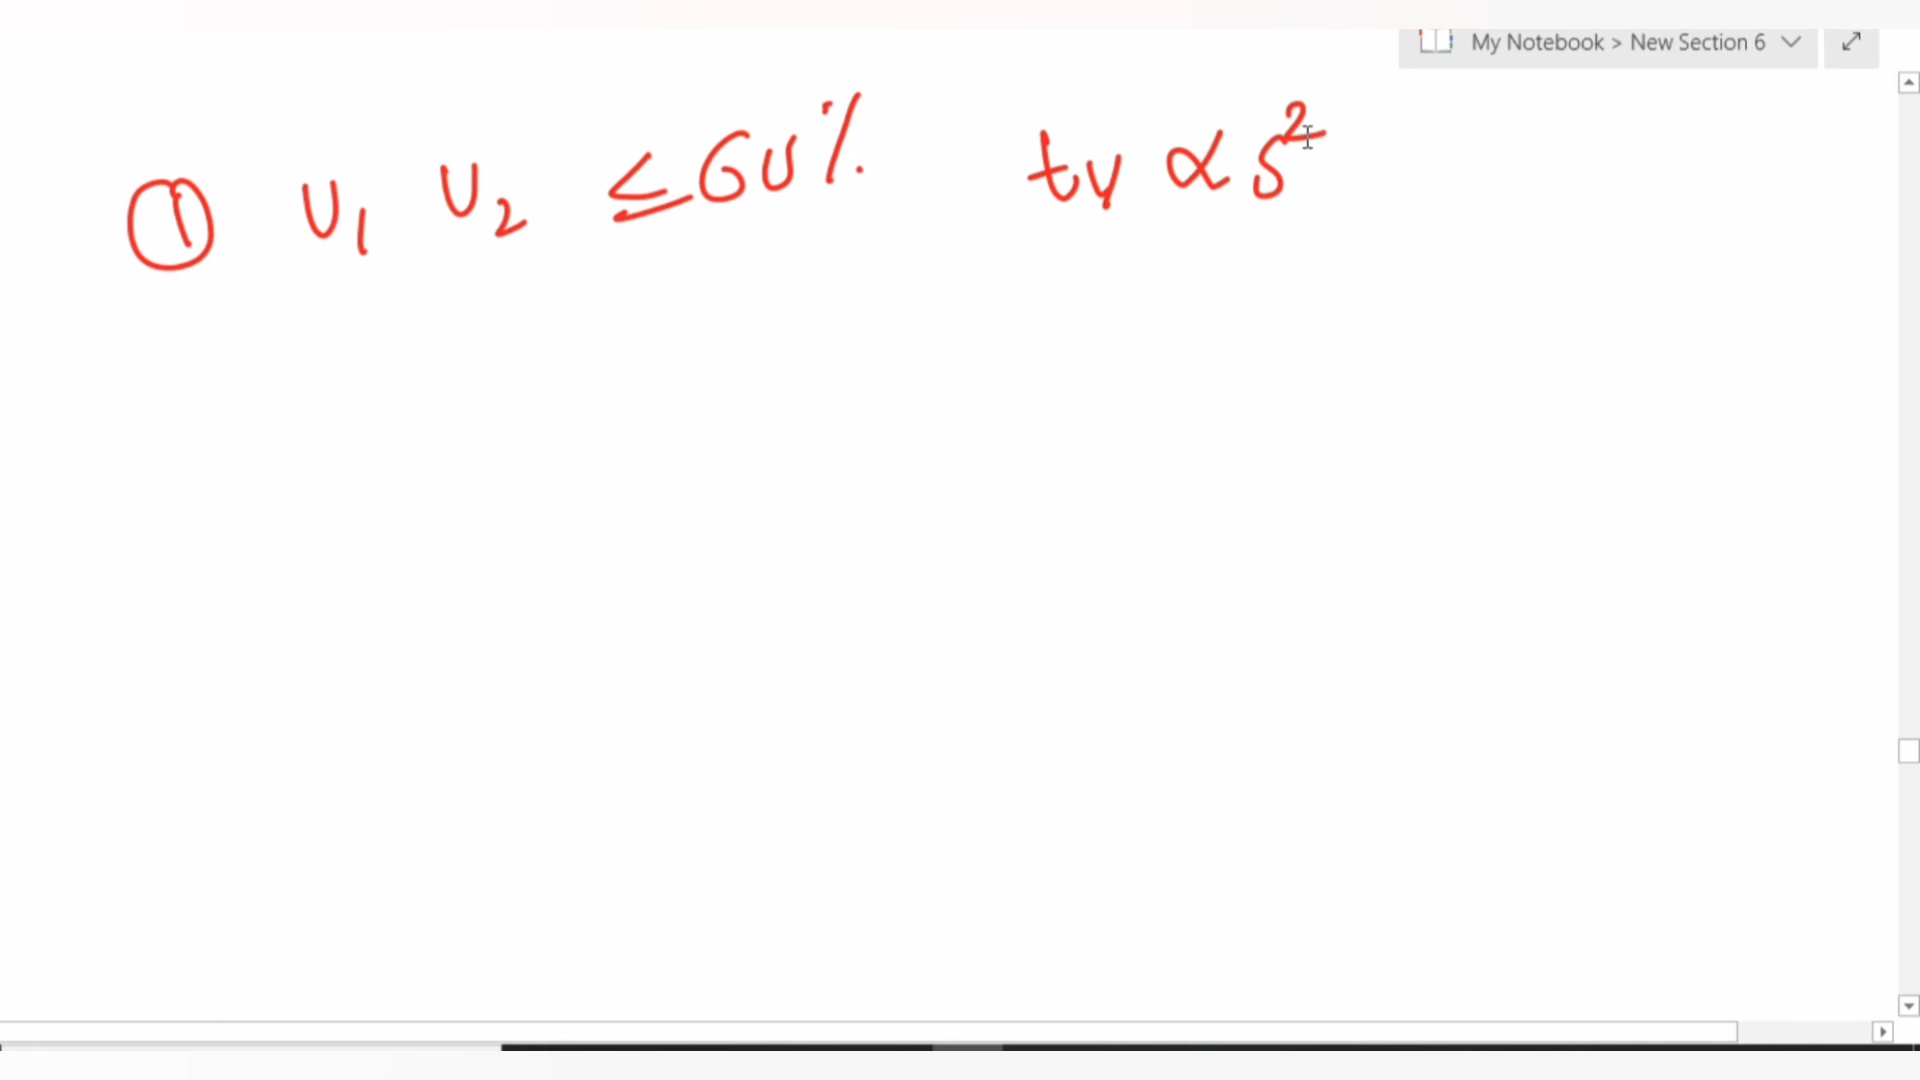 My Notebook > New Section 6
① U₁ U₂ ≤ 60% tv ∝ S²